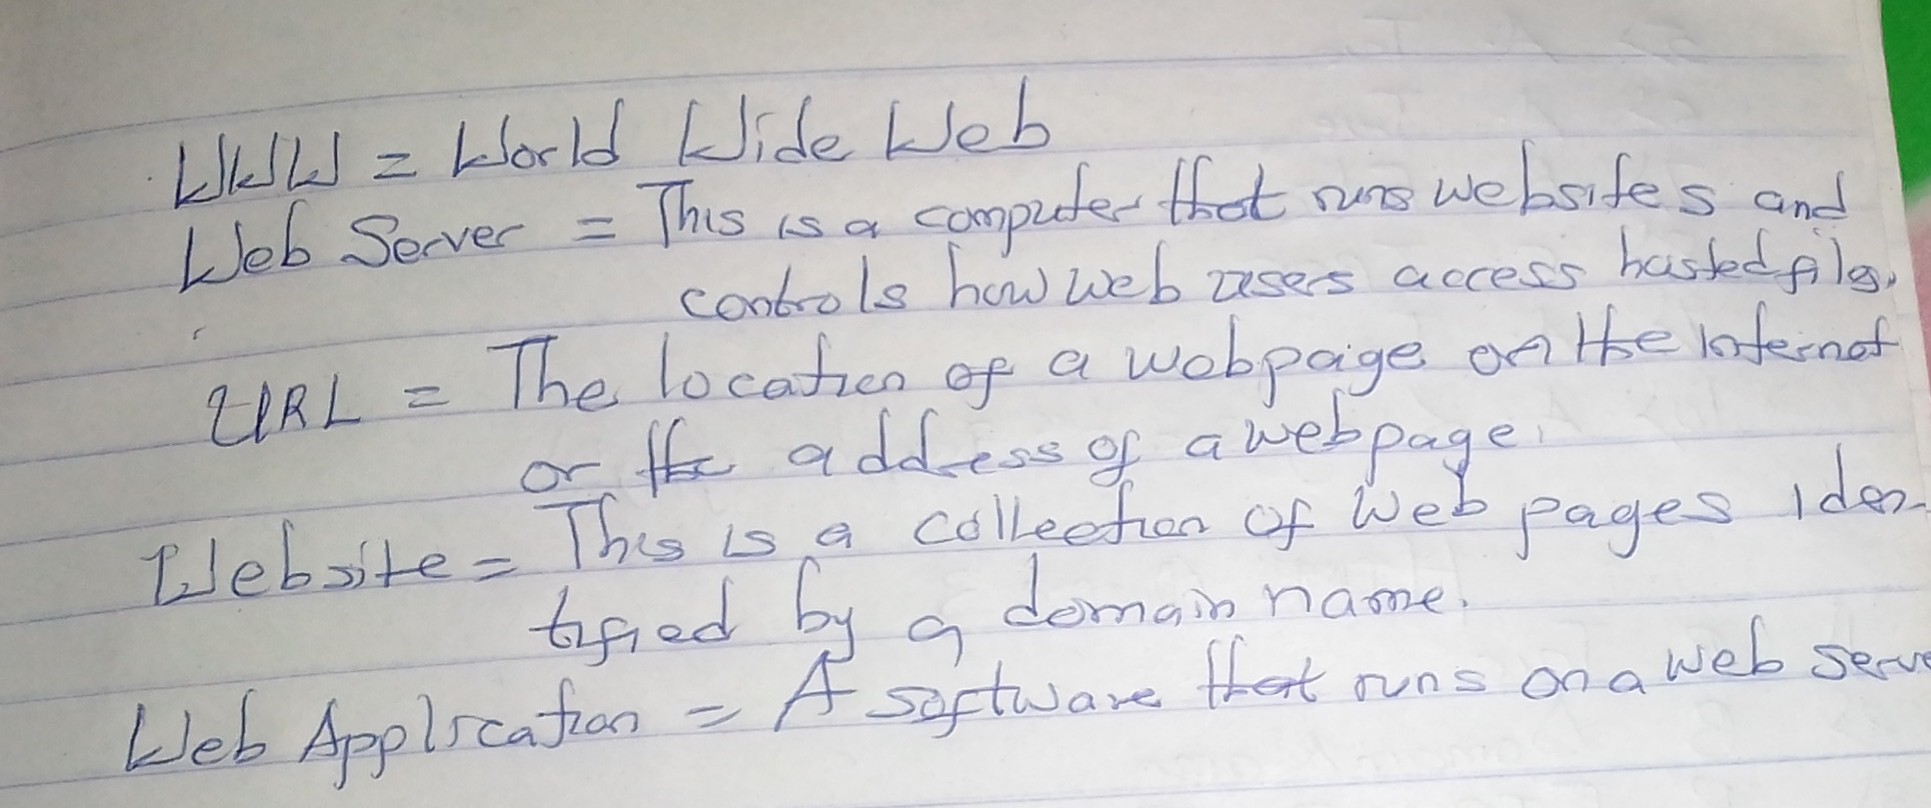 WWW = World Wide Web
Web Server = This is a computer that runs websites and
controls how web users access hosted files.
URL = The location of a webpage on the Internet
or the address of a webpage.
Website = This is a collection of Web pages iden-
tified by a domain name.
Web Application = A software that runs on a web serve